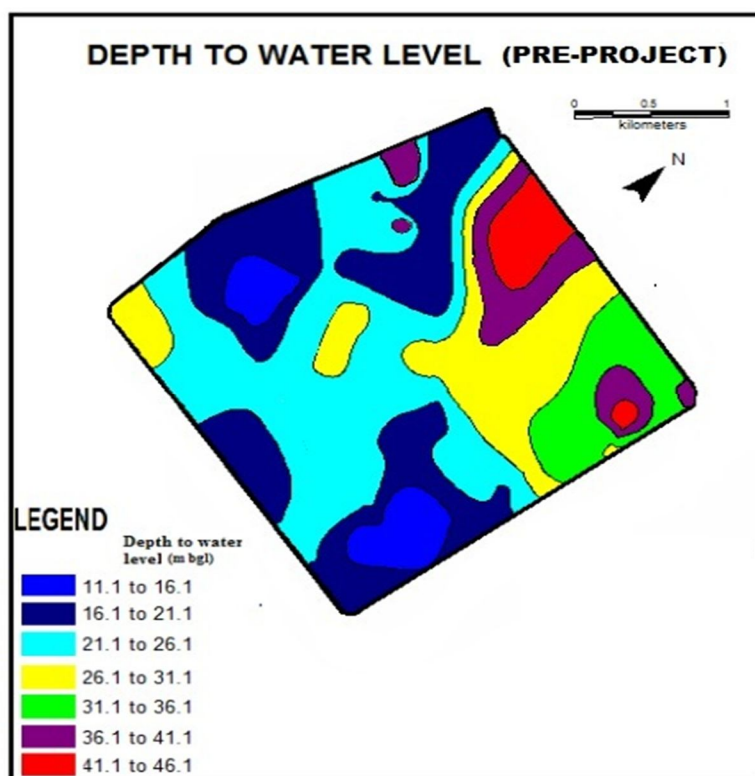 DEPTH TO WATER LEVEL (PRE-PROJECT)
0 0.5 1
kilometers
N
LEGEND
Depth to water
level (m bgl)
11.1 to 16.1
16.1 to 21.1
21.1 to 26.1
26.1 to 31.1
31.1 to 36.1
36.1 to 41.1
41.1 to 46.1